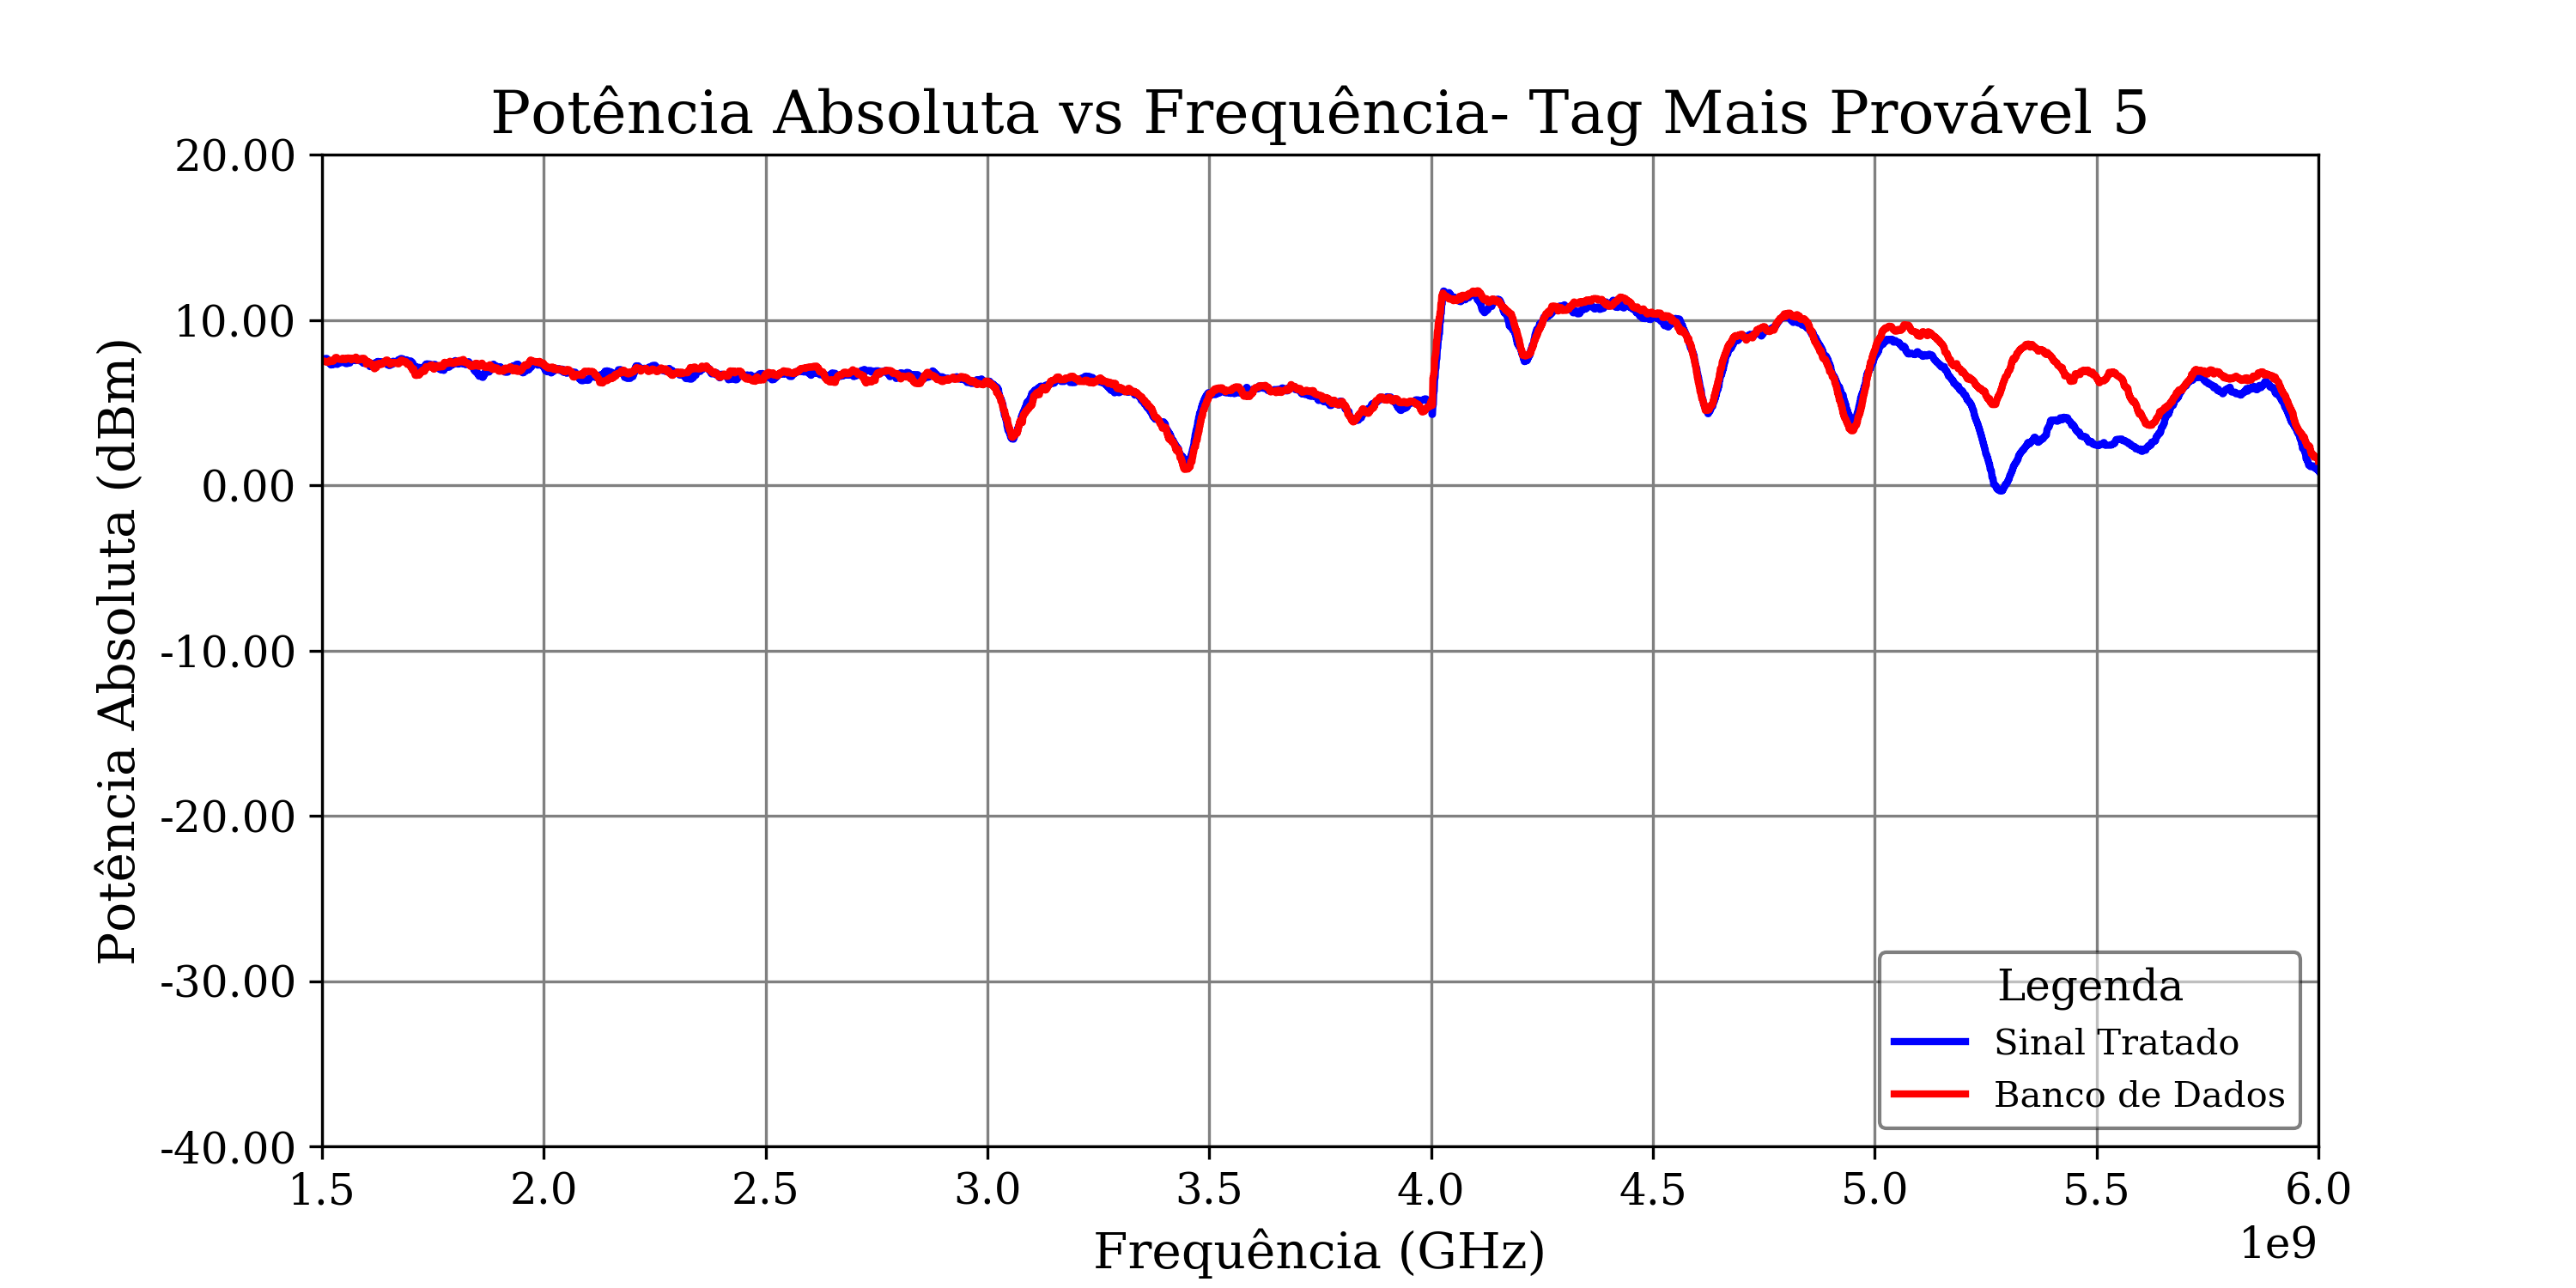 Potência Absoluta vs Frequência- Tag Mais Provável 5
Potência Absoluta (dBm)
20.00
10.00
0.00
-10.00
-20.00
-30.00
-40.00
1.5 2.0 2.5 3.0 3.5 4.0 4.5 5.0 5.5 6.0
1e9
Frequência (GHz)
Legenda
Sinal Tratado
Banco de Dados